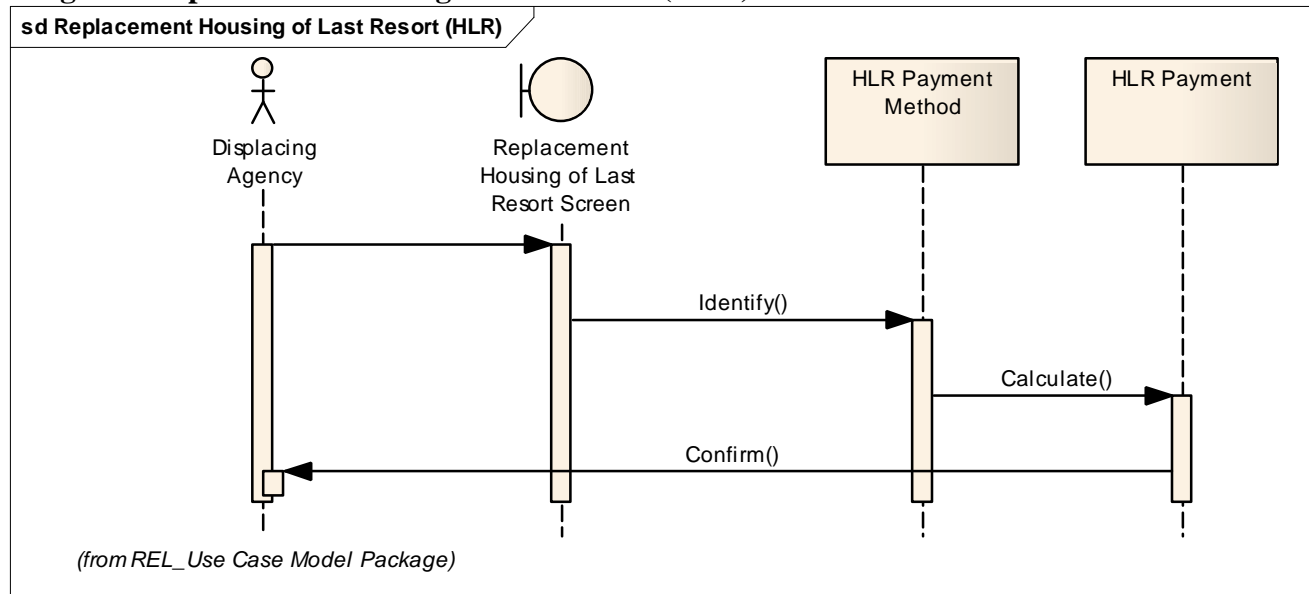 sd Replacement Housing of Last Resort (HLR)
Displacing
Agency
Replacement
Housing of Last
Resort Screen
HLR Payment
Method
HLR Payment
Identify()
Calculate()
Confirm()
(from REL_Use Case Model Package)